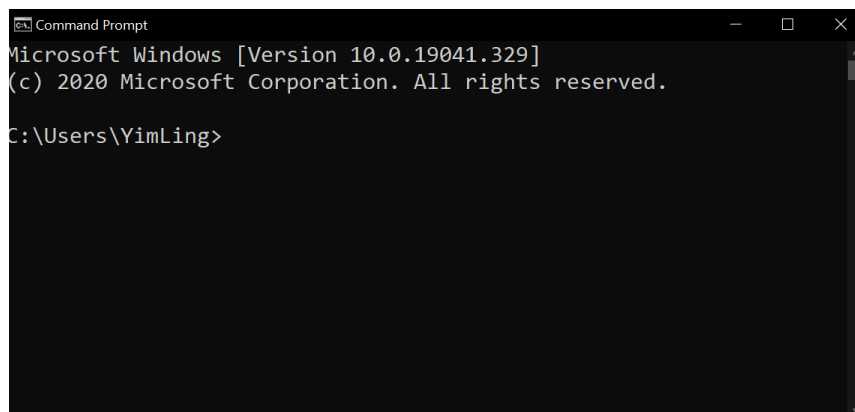 Command Prompt
Microsoft Windows [Version 10.0.19041.329]
(c) 2020 Microsoft Corporation. All rights reserved.
C:\Users\YimLing>